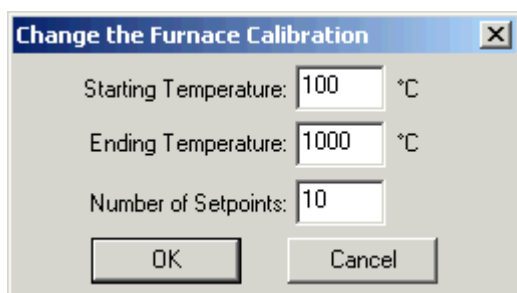 Change the Furnace Calibration
Starting Temperature: 100 °C
Ending Temperature: 1000 °C
Number of Setpoints: 10
OK Cancel